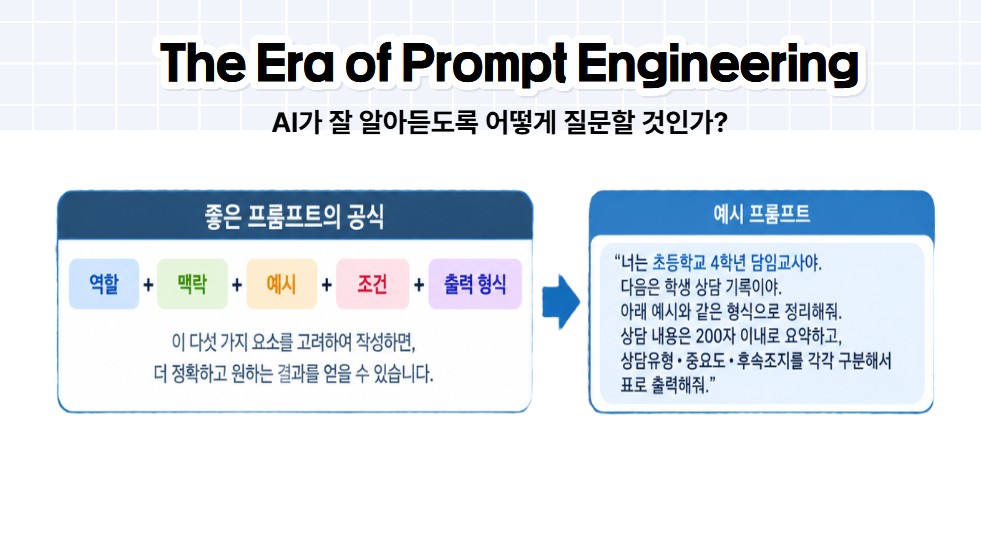 The Era of Prompt Engineering
AI가 잘 알아듣도록 어떻게 질문할 것인가?
좋은 프롬프트의 공식
역할 + 맥락 + 예시 + 조건 + 출력 형식
이 다섯 가지 요소를 고려하여 작성하면,
더 정확하고 원하는 결과를 얻을 수 있습니다.
예시 프롬프트
“너는 초등학교 4학년 담임교사야.
다음은 학생 상담 기록이야.
아래 예시와 같은 형식으로 정리해줘.
상담 내용은 200자 이내로 요약하고,
상담유형・중요도・후속조치를 각각 구분해서
표로 출력해줘.”